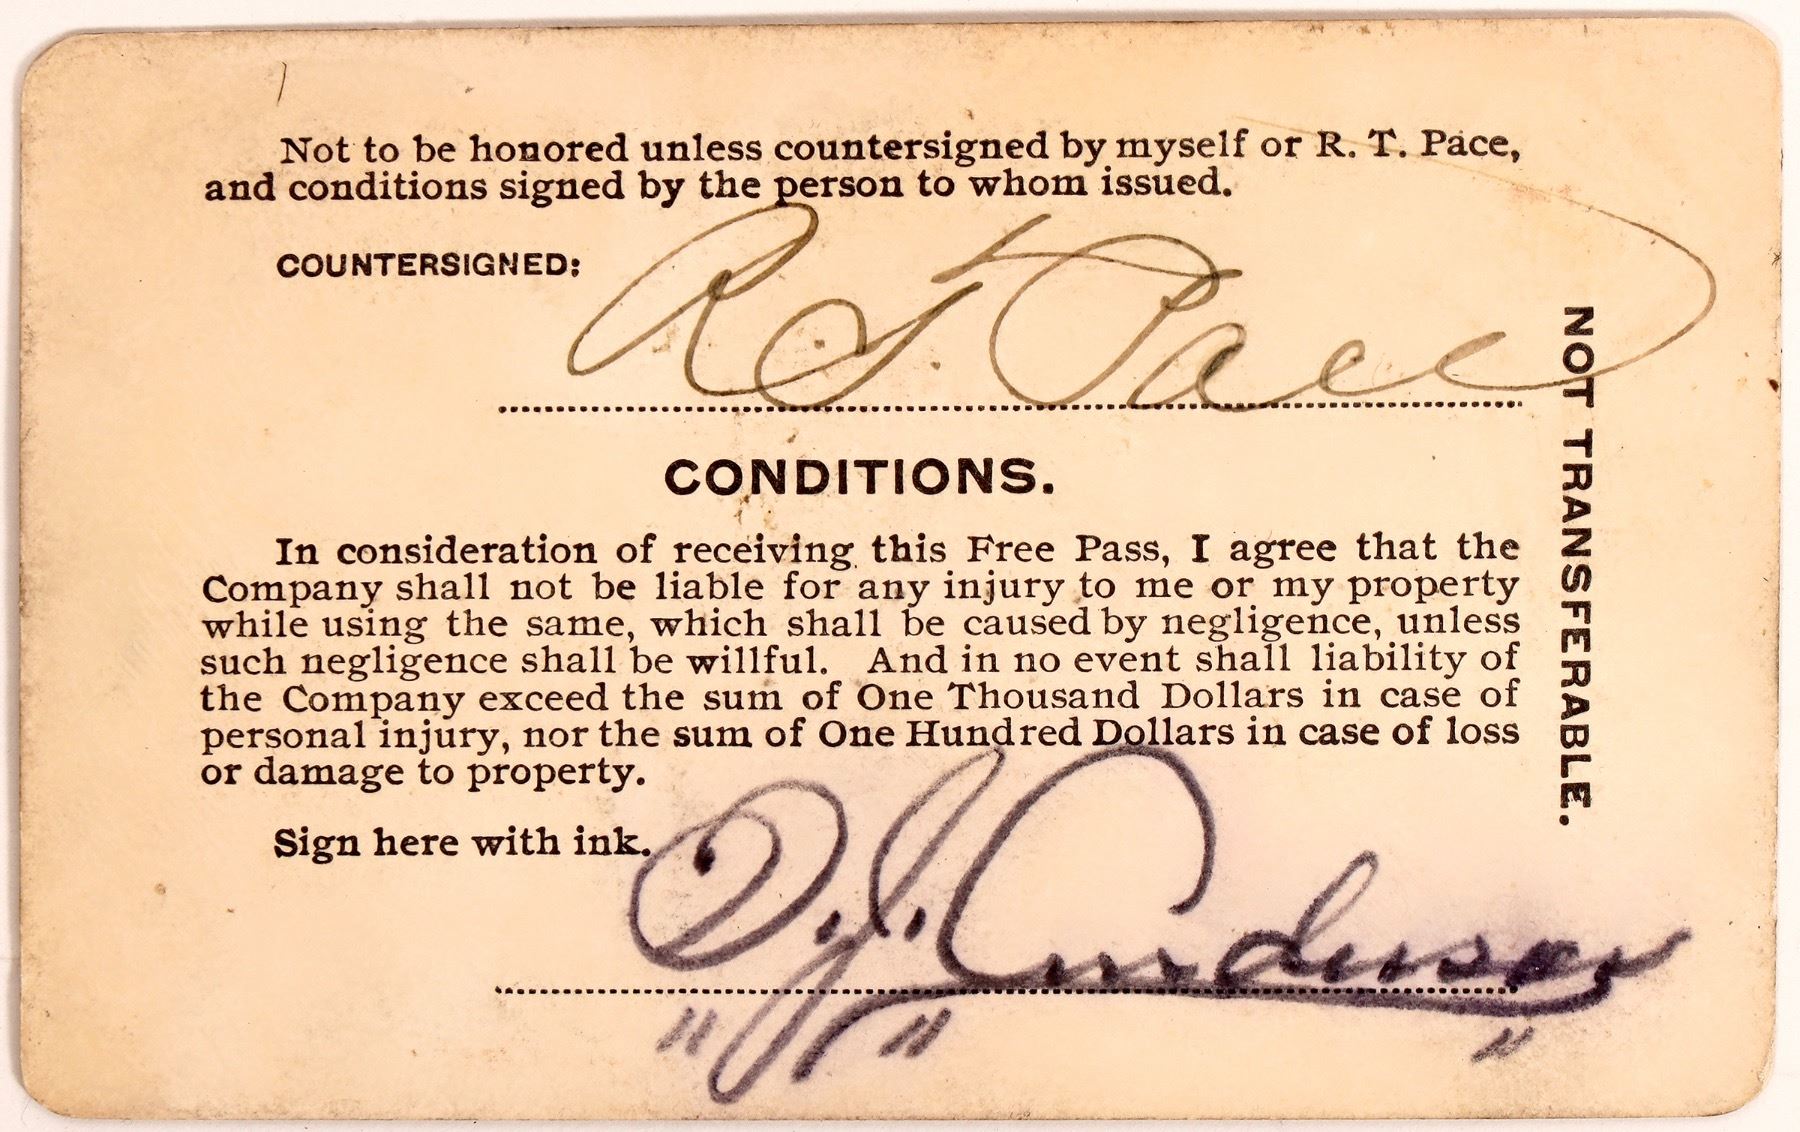 Not to be honored unless countersigned by myself or R. T. Pace,
and conditions signed by the person to whom issued.
COUNTERSIGNED:
R. T. Pace
CONDITIONS.
In consideration of receiving this Free Pass, I agree that the
Company shall not be liable for any injury to me or my property
while using the same, which shall be caused by negligence, unless
such negligence shall be willful. And in no event shall liability of
the Company exceed the sum of One Thousand Dollars in case of
personal injury, nor the sum of One Hundred Dollars in case of loss
or damage to property.
Sign here with ink.
D. J. Anderson
" " "
NOT TRANSFERABLE.